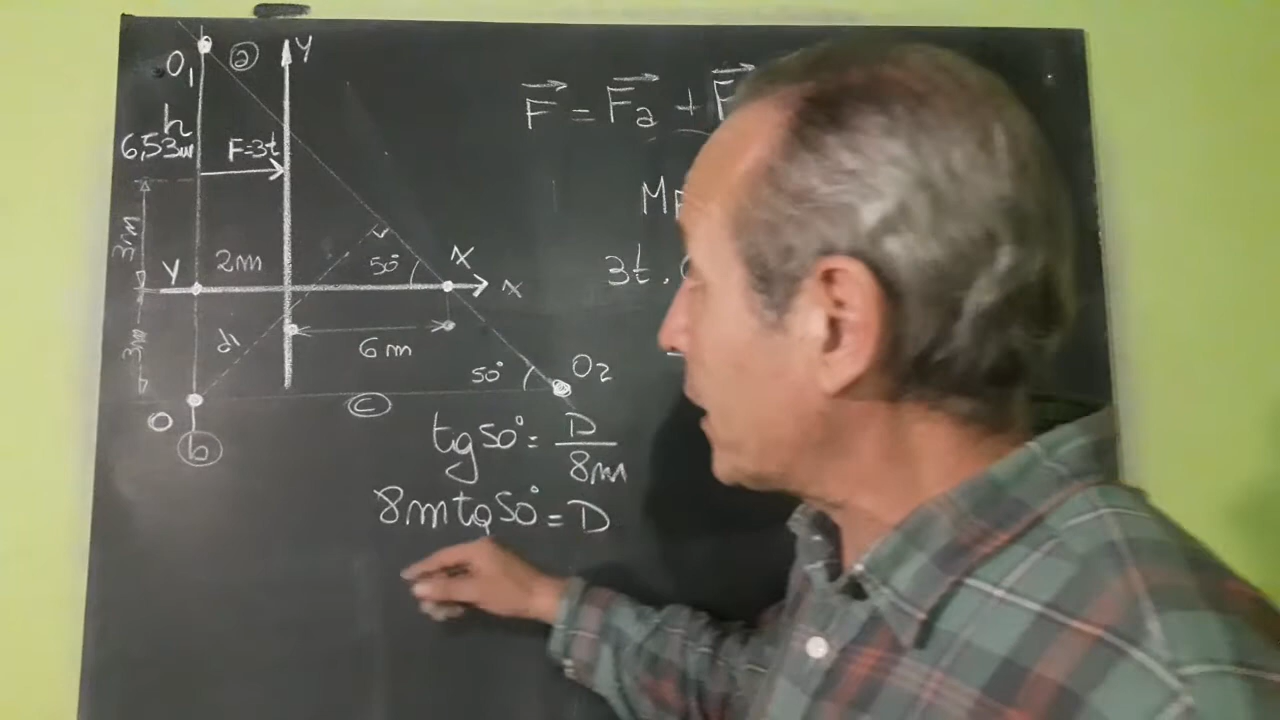 O₁ ⓐ Y
h
6,53m F=3t
3m
Y 2m 50° X
x
3m d₁ 6m
50° O₂
O ⓒ
ⓑ
F = Fa + F
M
3t.
tg50° = D/8m
8m tg50° = D